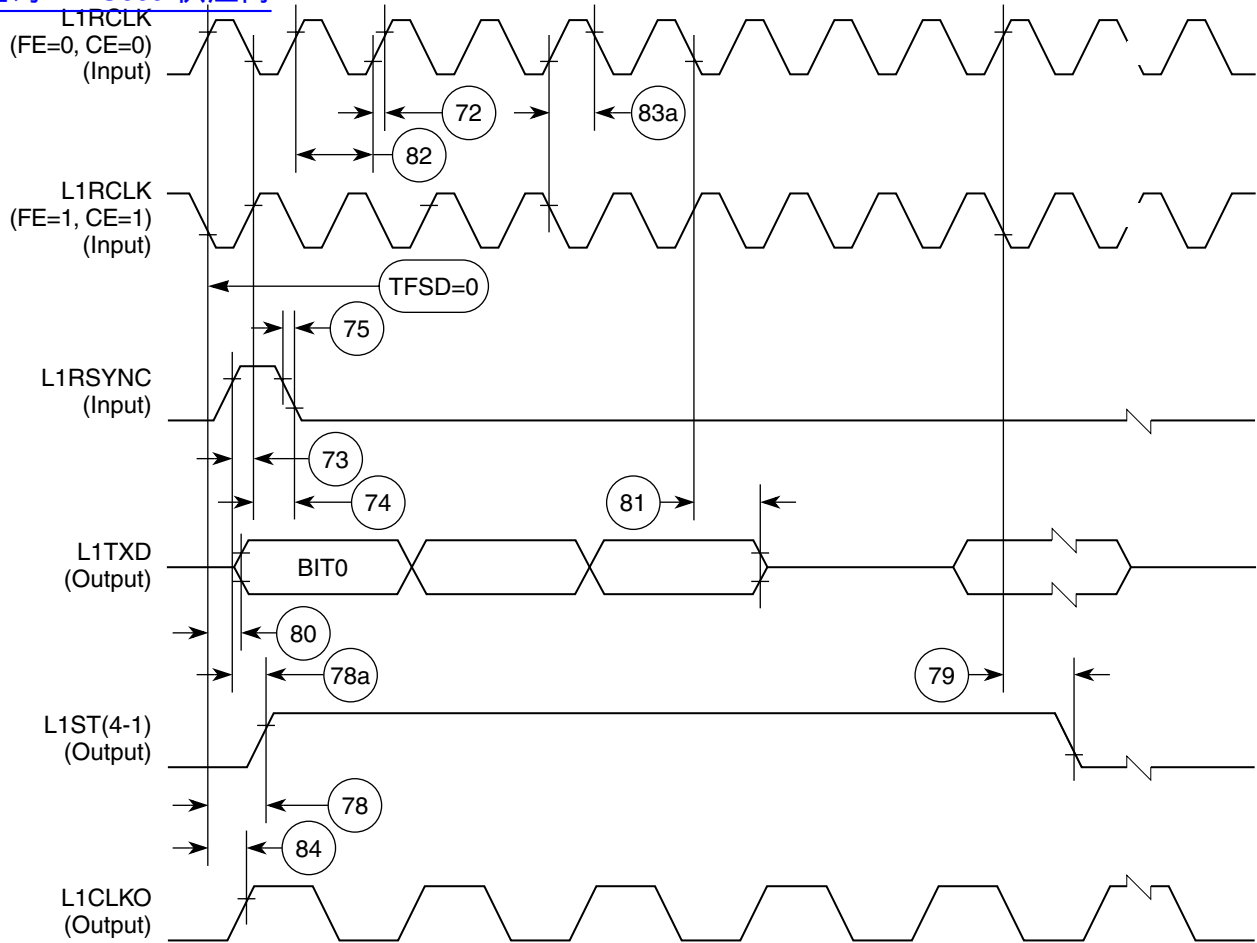 L1RCLK
(FE=0, CE=0)
(Input)
72
83a
82
L1RCLK
(FE=1, CE=1)
(Input)
TFSD=0
75
L1RSYNC
(Input)
73
74
81
L1TXD
(Output)
BIT0
80
78a
79
L1ST(4-1)
(Output)
78
84
L1CLKO
(Output)